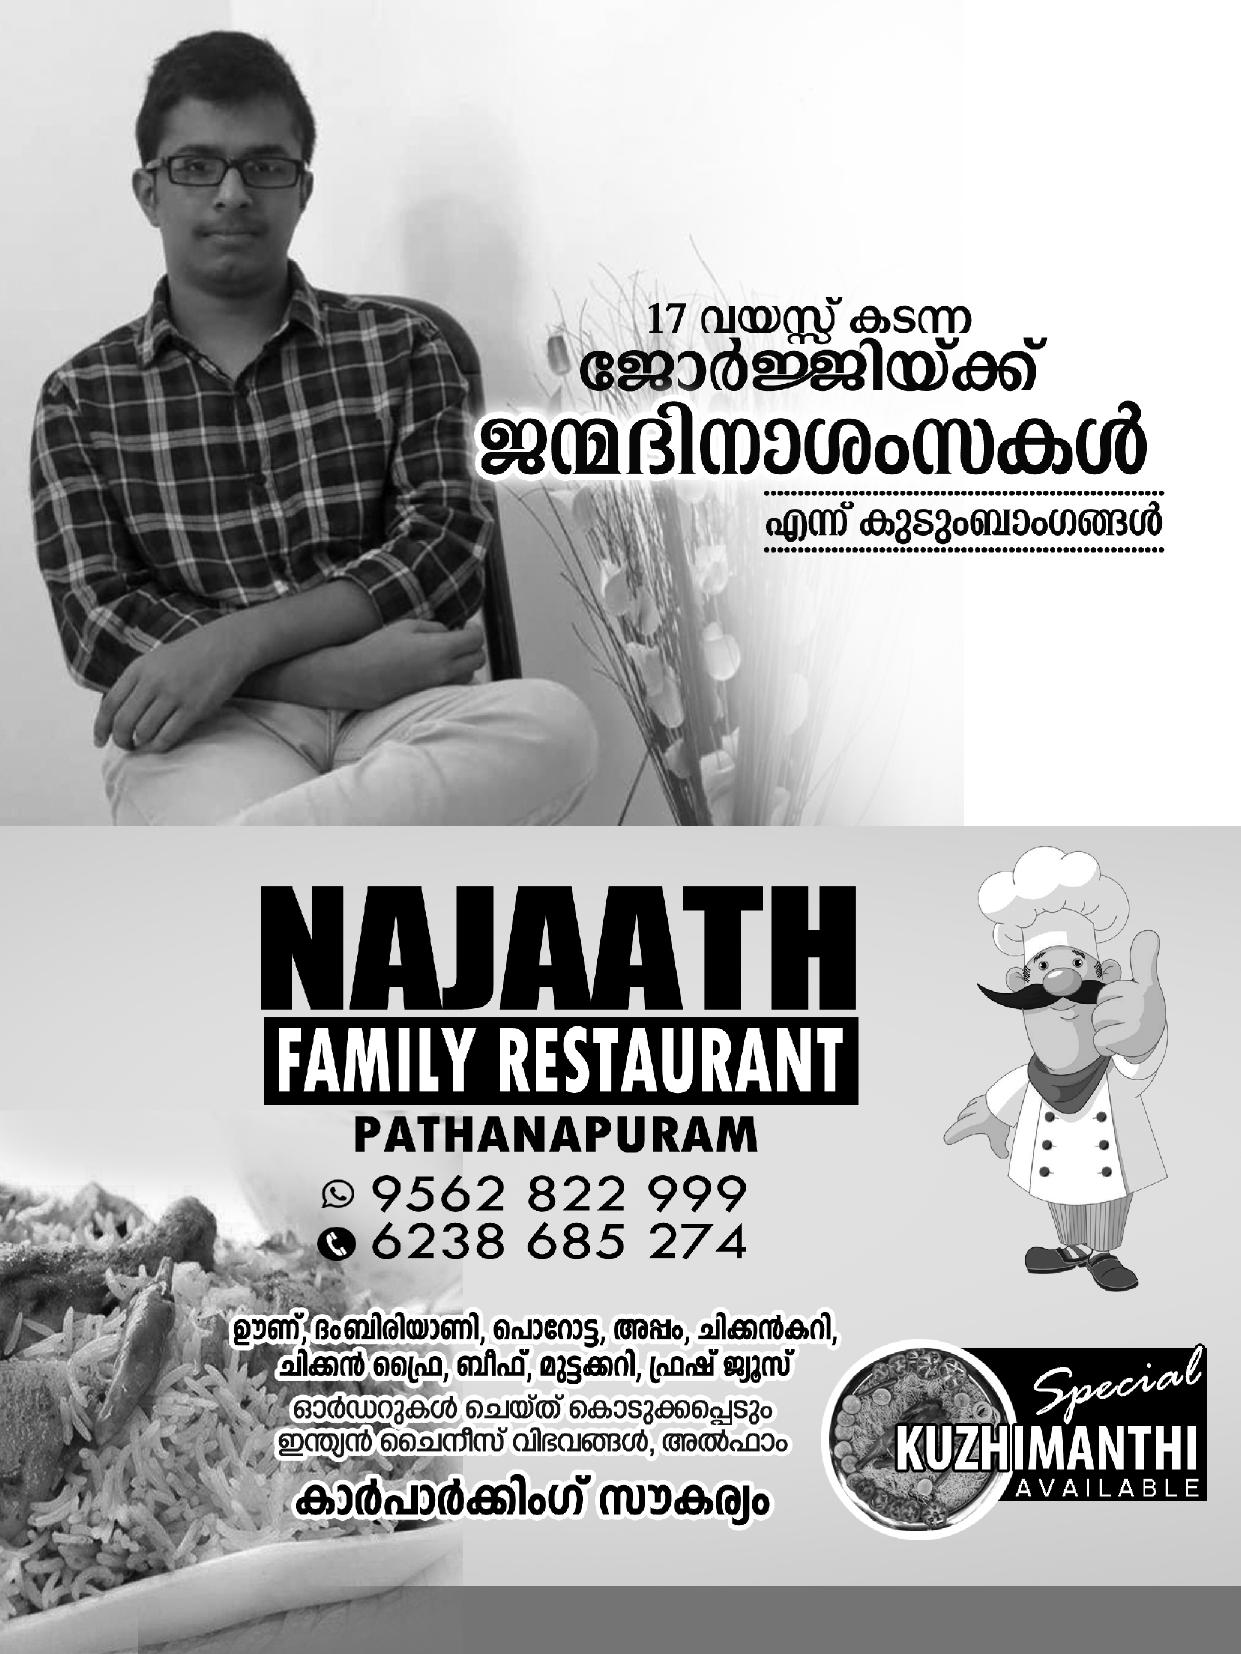 17 വയസ്സ് കടന്ന
ജോർജ്ജിയ്ക്ക്
ജന്മദിനാശംസകൾ
എന്ന് കുടുംബാംഗങ്ങൾ
NAJAATH
FAMILY RESTAURANT
PATHANAPURAM
9562 822 999
6238 685 274
ഊണ്, ദംബിരിയാണി, പൊറോട്ട, അപ്പം, ചിക്കൻകറി,
ചിക്കൻ ഫ്രൈ, ബീഫ്, മുട്ടക്കറി, ഫ്രഷ് ജ്യൂസ്
ഓർഡറുകൾ ചെയ്ത് കൊടുക്കപ്പെടും
ഇന്ത്യൻ ചൈനീസ് വിഭവങ്ങൾ, അൽഫാം
കാർപാർക്കിംഗ് സൗകര്യം
Special
KUZHIMANTHI
AVAILABLE